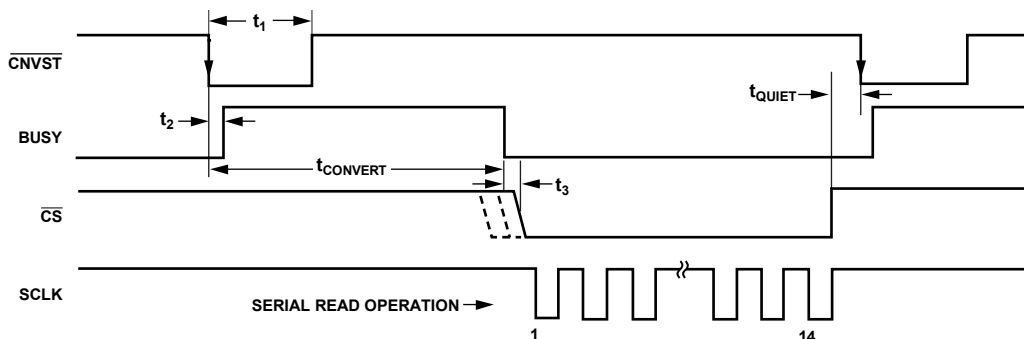 t1
CNVST
tQUIET
t2
BUSY
tCONVERT
t3
CS
SCLK
SERIAL READ OPERATION
1
14